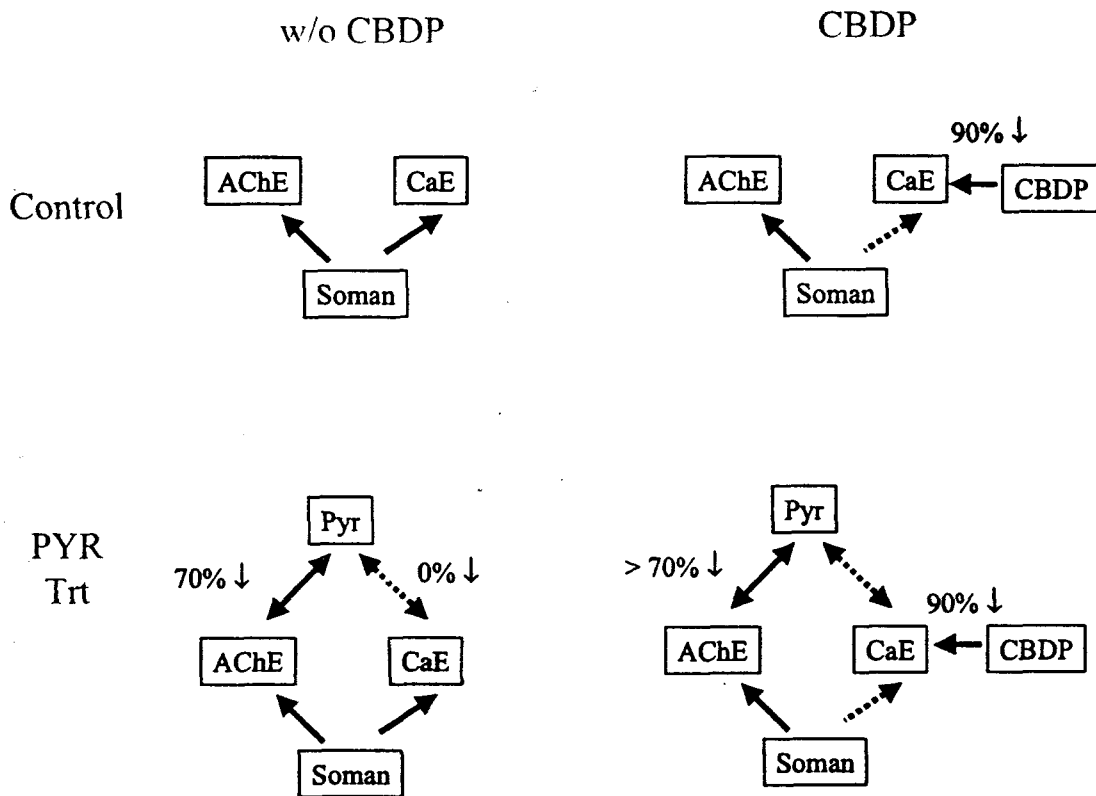 w/o CBDP
CBDP
Control
AChE
CaE
Soman
90% ↓
AChE
CaE
CBDP
Soman
PYR
Trt
Pyr
70% ↓
0% ↓
AChE
CaE
Soman
Pyr
> 70% ↓
90% ↓
AChE
CaE
CBDP
Soman